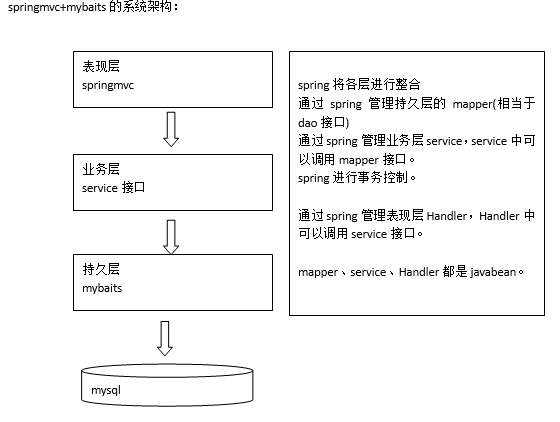 springmvc+mybaits 的系统架构：
表现层
springmvc
业务层
service 接口
持久层
mybaits
mysql
spring 将各层进行整合
通过 spring 管理持久层的 mapper(相当于
dao 接口)
通过 spring 管理业务层 service，service 中可
以调用 mapper 接口。
spring 进行事务控制。
通过 spring 管理表现层 Handler，Handler 中
可以调用 service 接口。
mapper、service、Handler 都是 javabean。